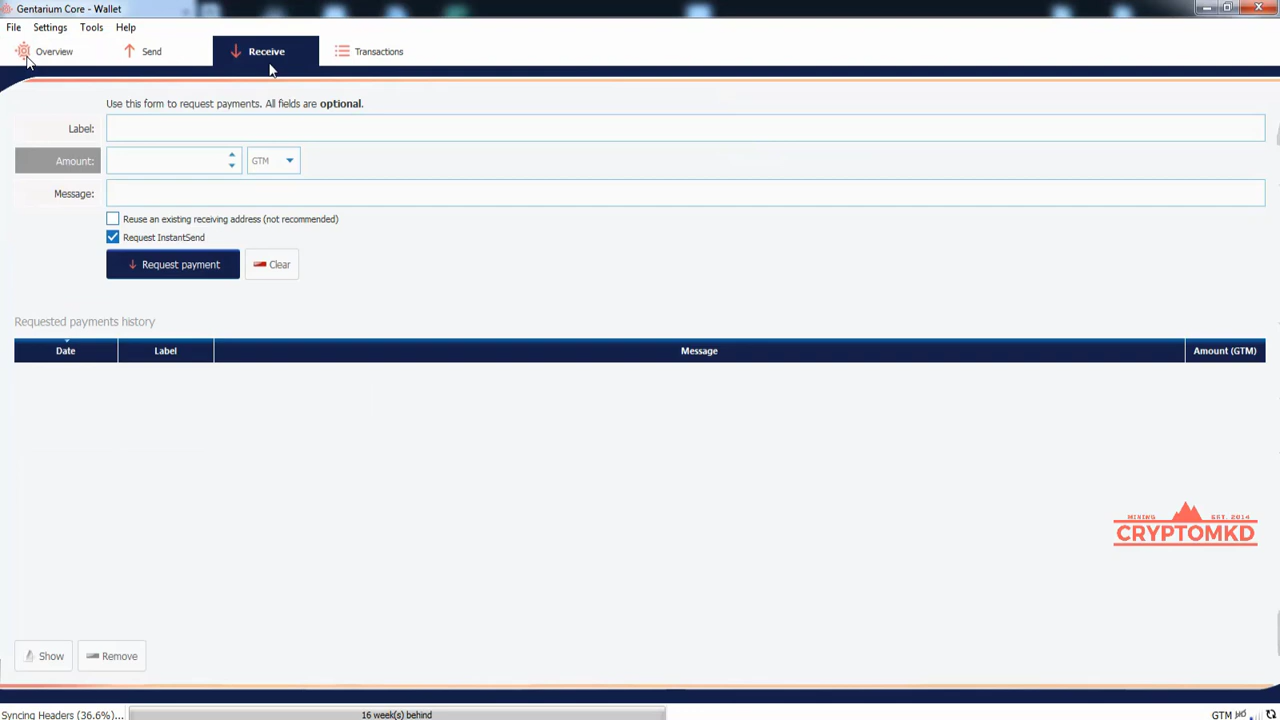 Gentarium Core - Wallet
File Settings Tools Help
Overview Send Receive Transactions
Use this form to request payments. All fields are optional.
Label:
Amount: GTM
Message:
Reuse an existing receiving address (not recommended)
Request InstantSend
Request payment Clear
Requested payments history
Date Label Message Amount (GTM)
MINING EST. 2014
CRYPTOMKD
Show Remove
Syncing Headers (36.6%)... 16 week(s) behind GTM